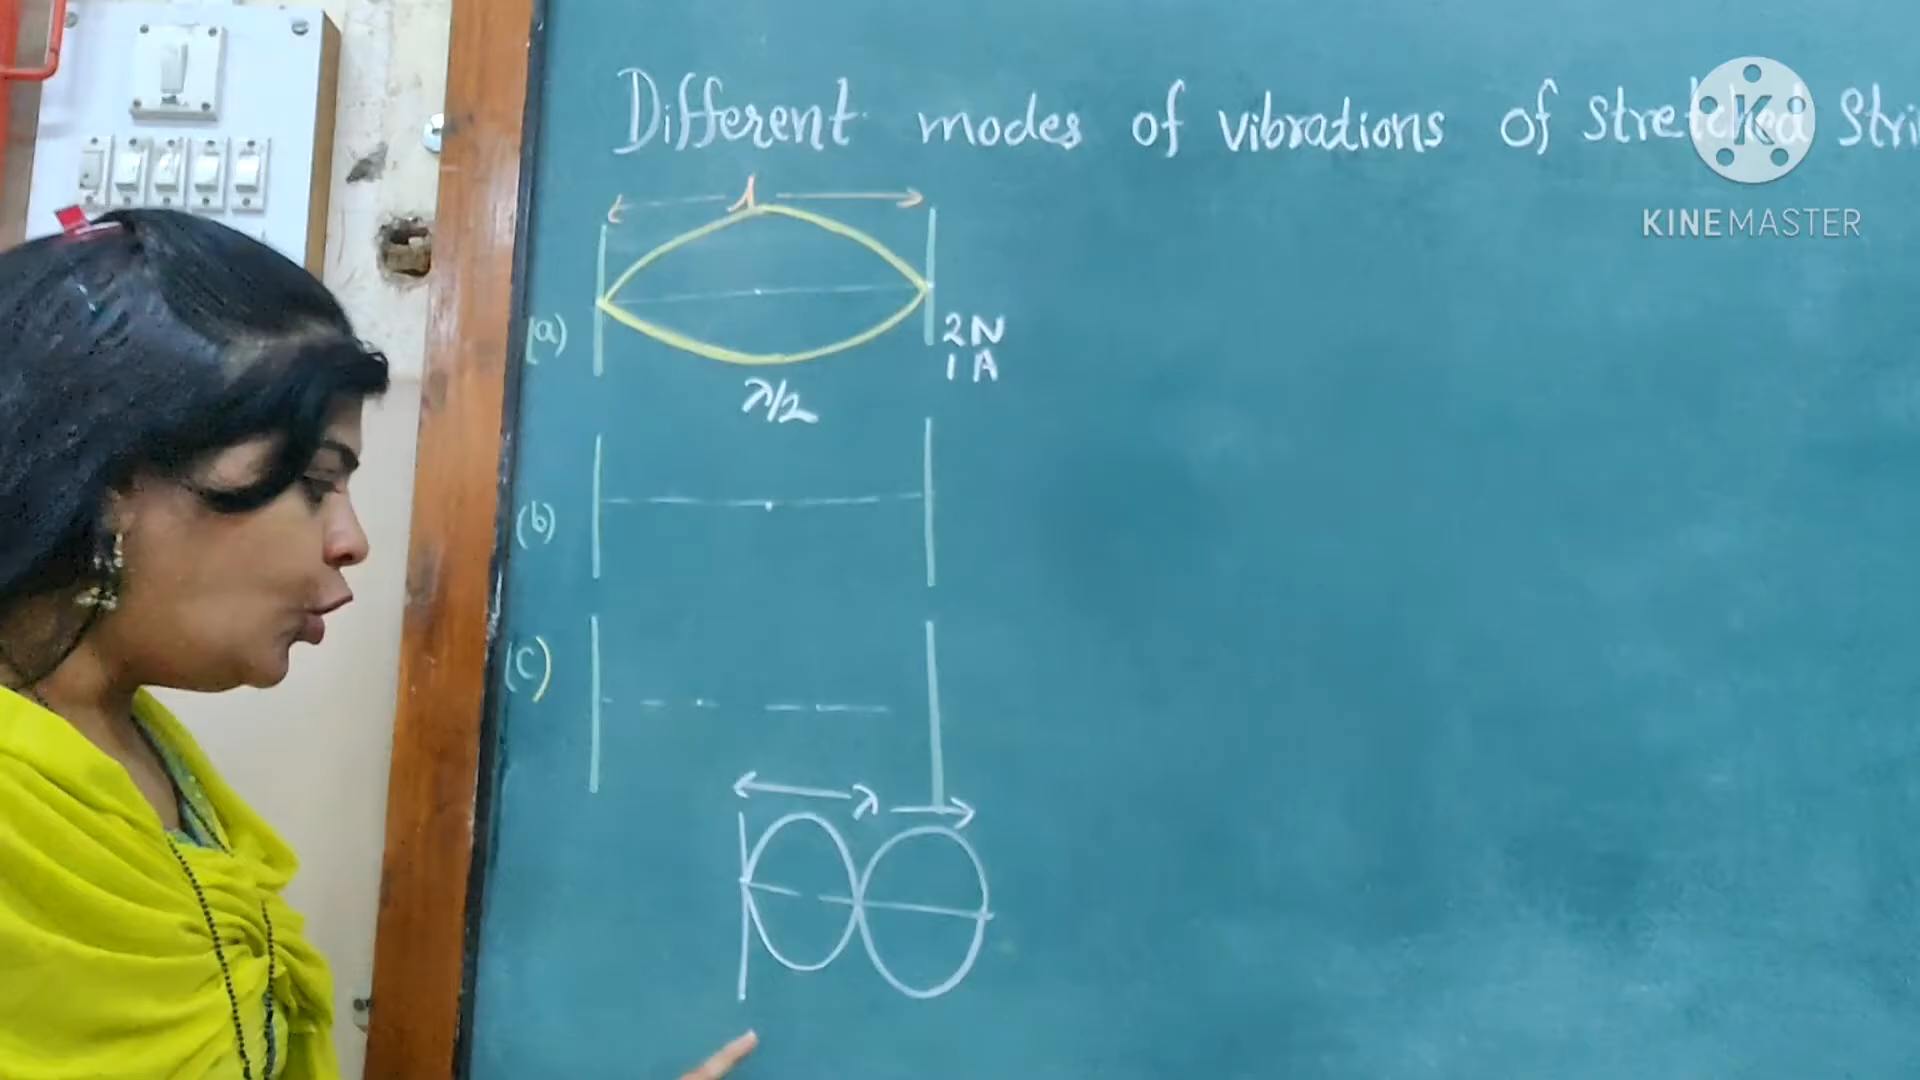 Different modes of vibrations of stretched Stri
l
(a)
2N
1A
λ/2
(b)
(C)
λ
K
KINEMASTER